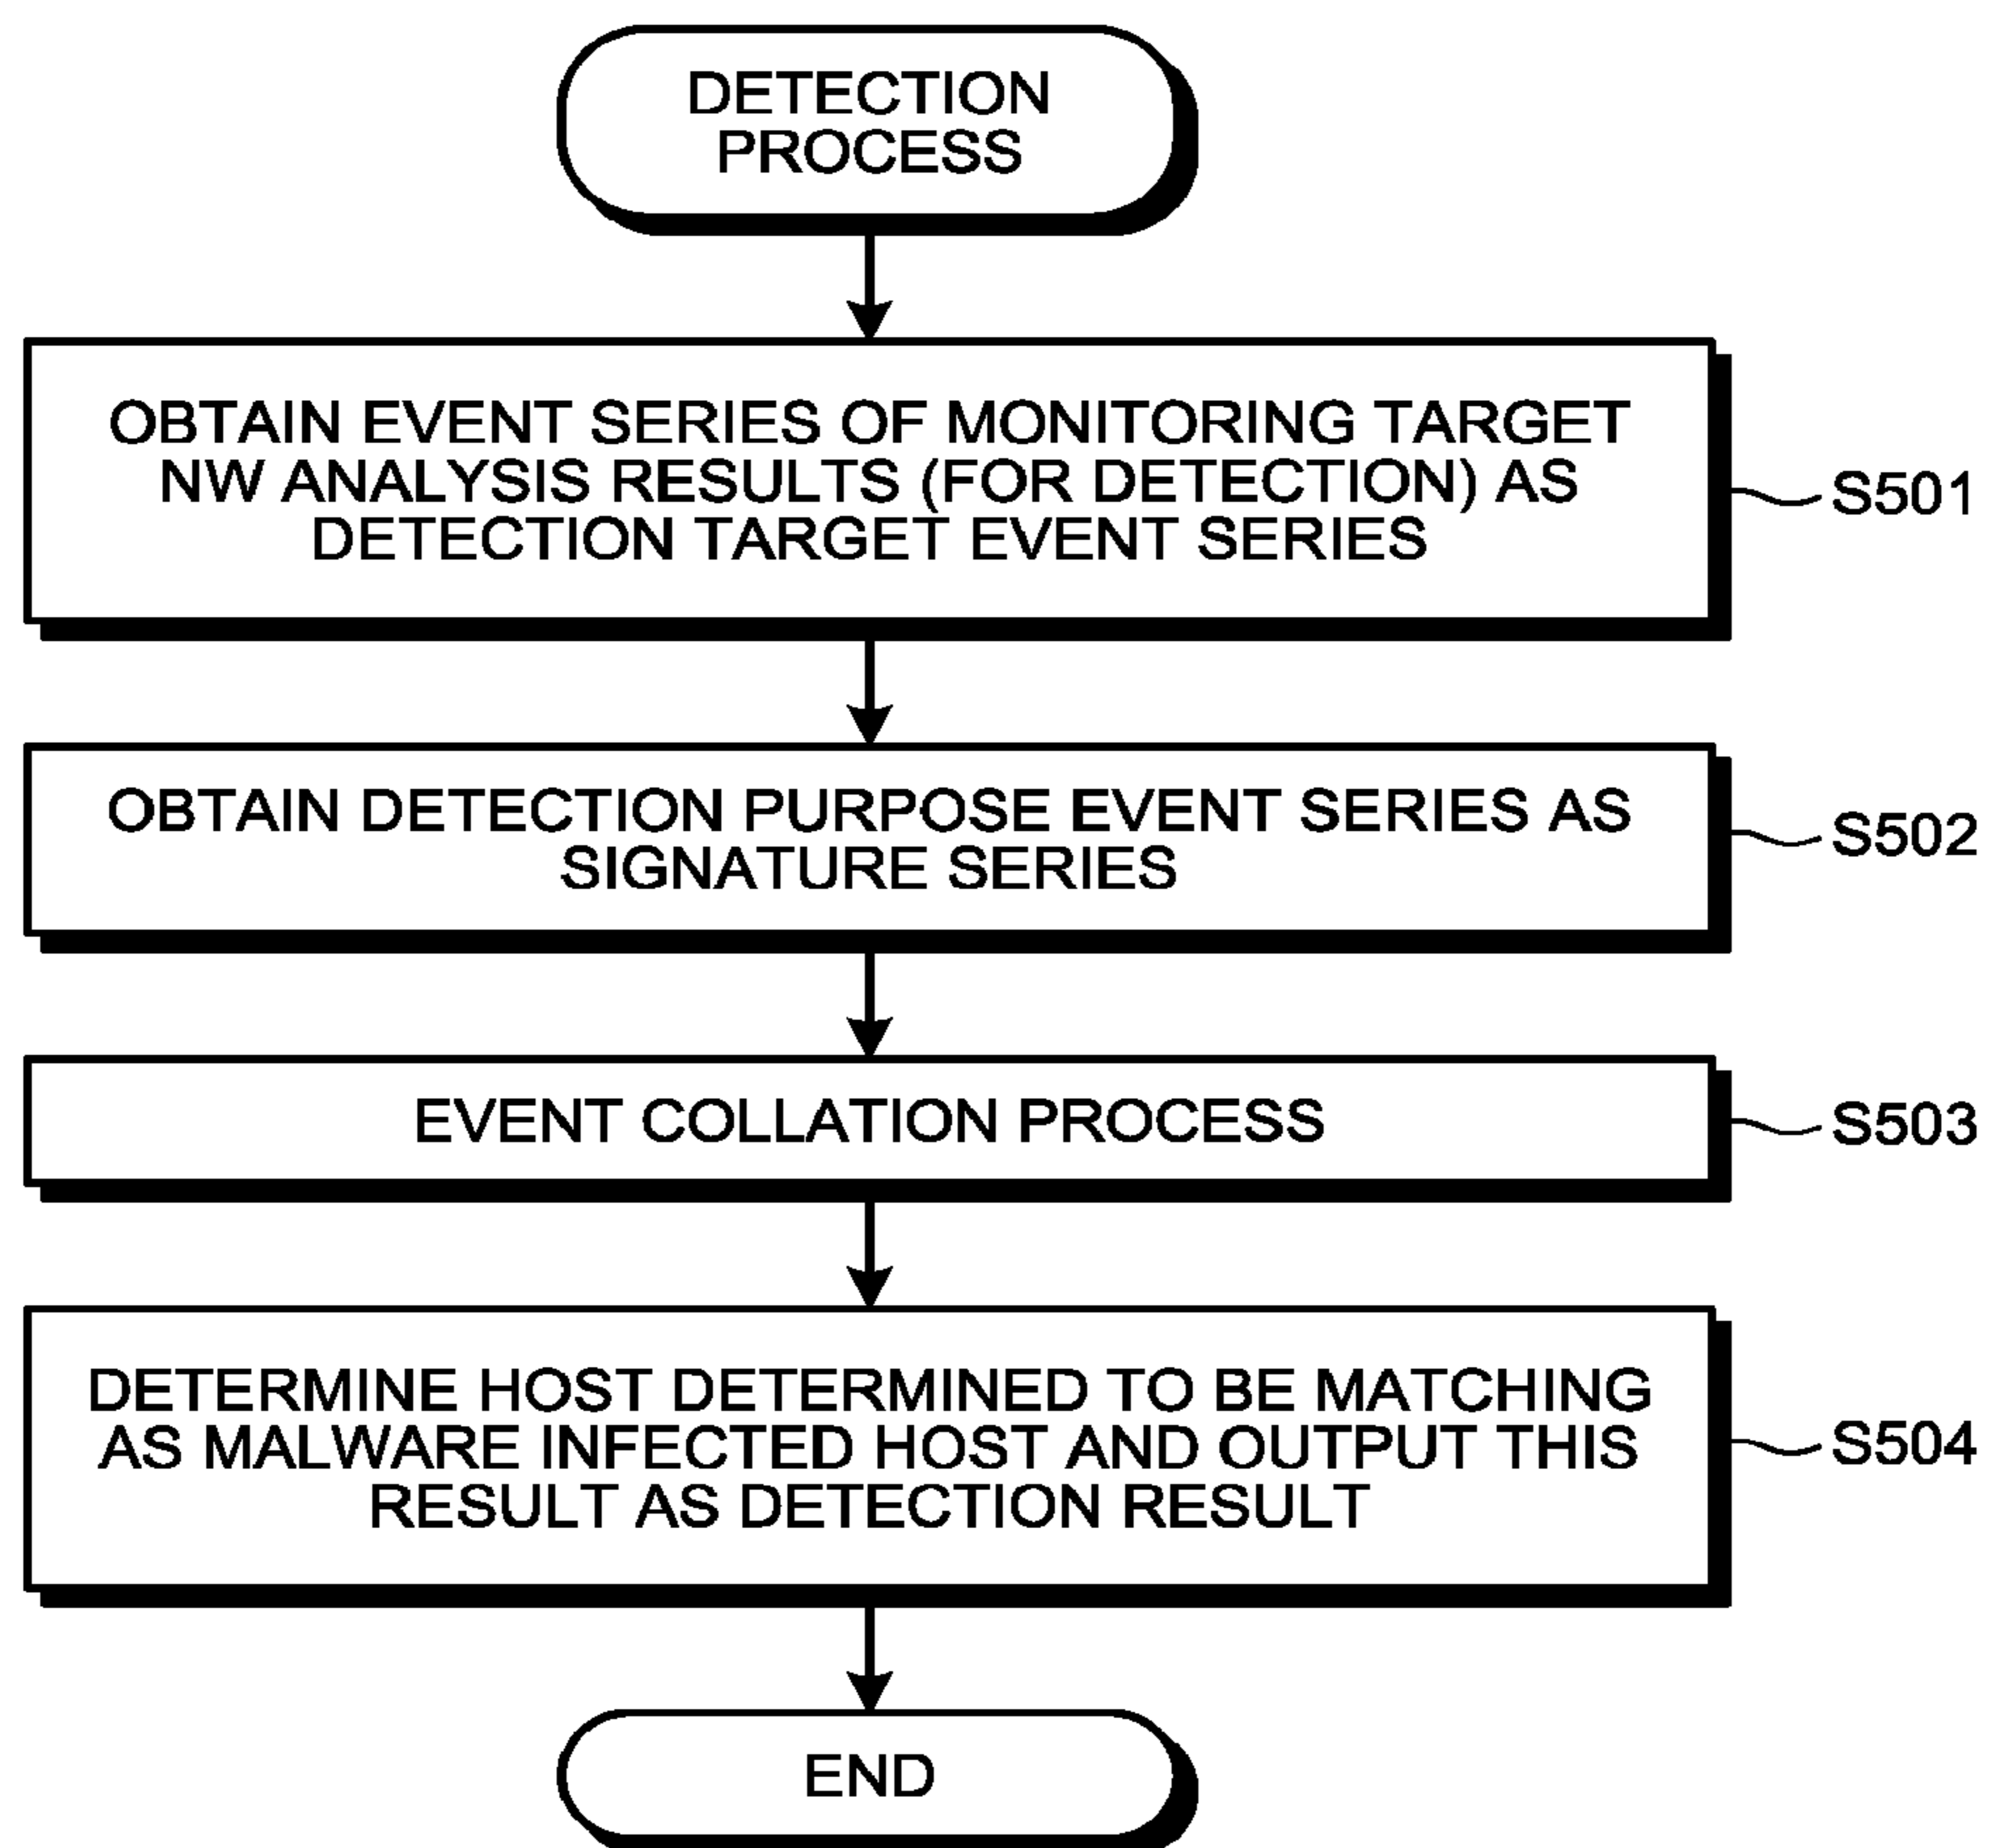 DETECTION
PROCESS
OBTAIN EVENT SERIES OF MONITORING TARGET
NW ANALYSIS RESULTS (FOR DETECTION) AS
DETECTION TARGET EVENT SERIES
S501
OBTAIN DETECTION PURPOSE EVENT SERIES AS
SIGNATURE SERIES
S502
EVENT COLLATION PROCESS
S503
DETERMINE HOST DETERMINED TO BE MATCHING
AS MALWARE INFECTED HOST AND OUTPUT THIS
RESULT AS DETECTION RESULT
S504
END